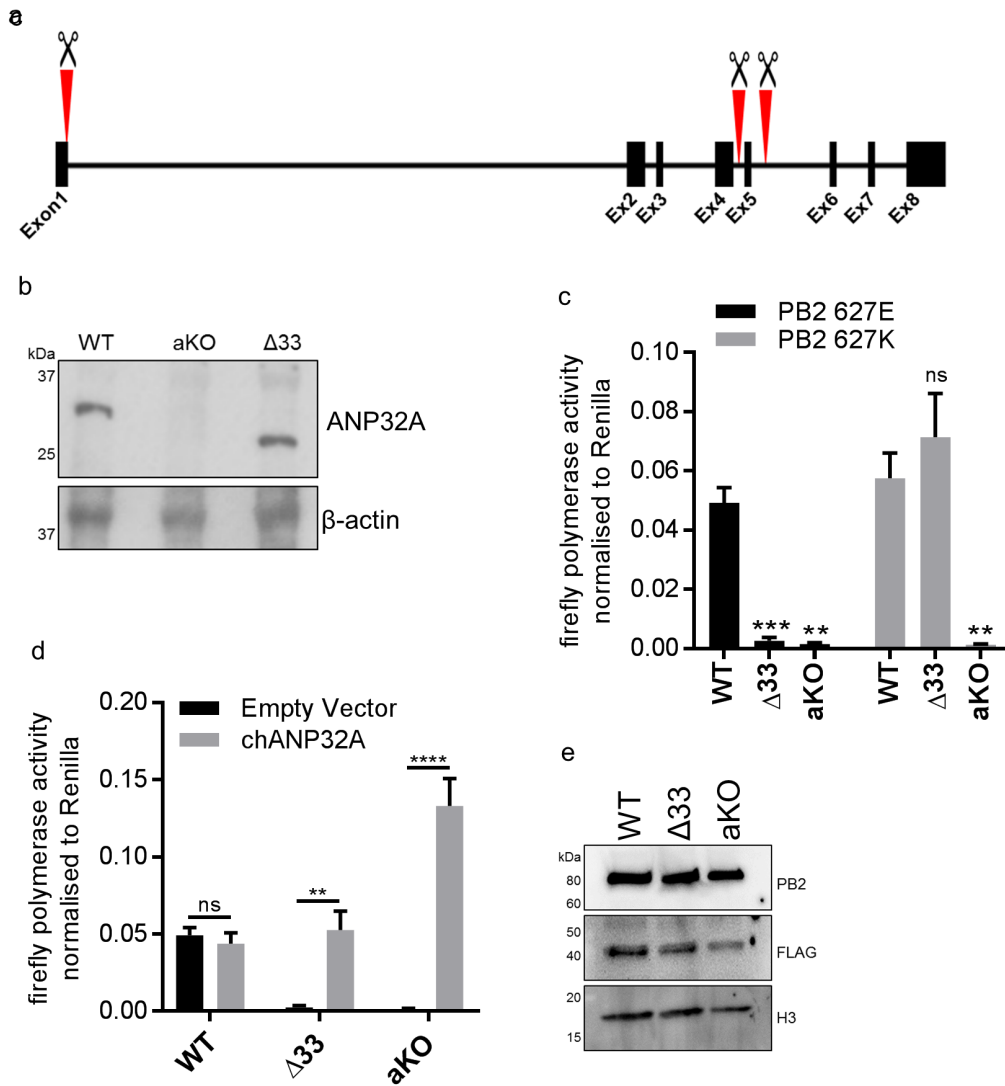 a
Exon1
Ex2
Ex3
Ex4
Ex5
Ex6
Ex7
Ex8
b
WT aKO Δ33
kDa
37
25
ANP32A
37
β-actin
c
PB2 627E
PB2 627K
firefly polymerase activity
normalised to Renilla
0.10
0.08
0.06
0.04
0.02
0.00
*** ** ns **
WT Δ33 aKO WT Δ33 aKO
d
Empty Vector
chANP32A
firefly polymerase activity
normalised to Renilla
0.20
0.15
0.10
0.05
0.00
ns ** ****
WT Δ33 aKO
e
WT Δ33 aKO
kDa
80
60
PB2
50
40
FLAG
20
15
H3